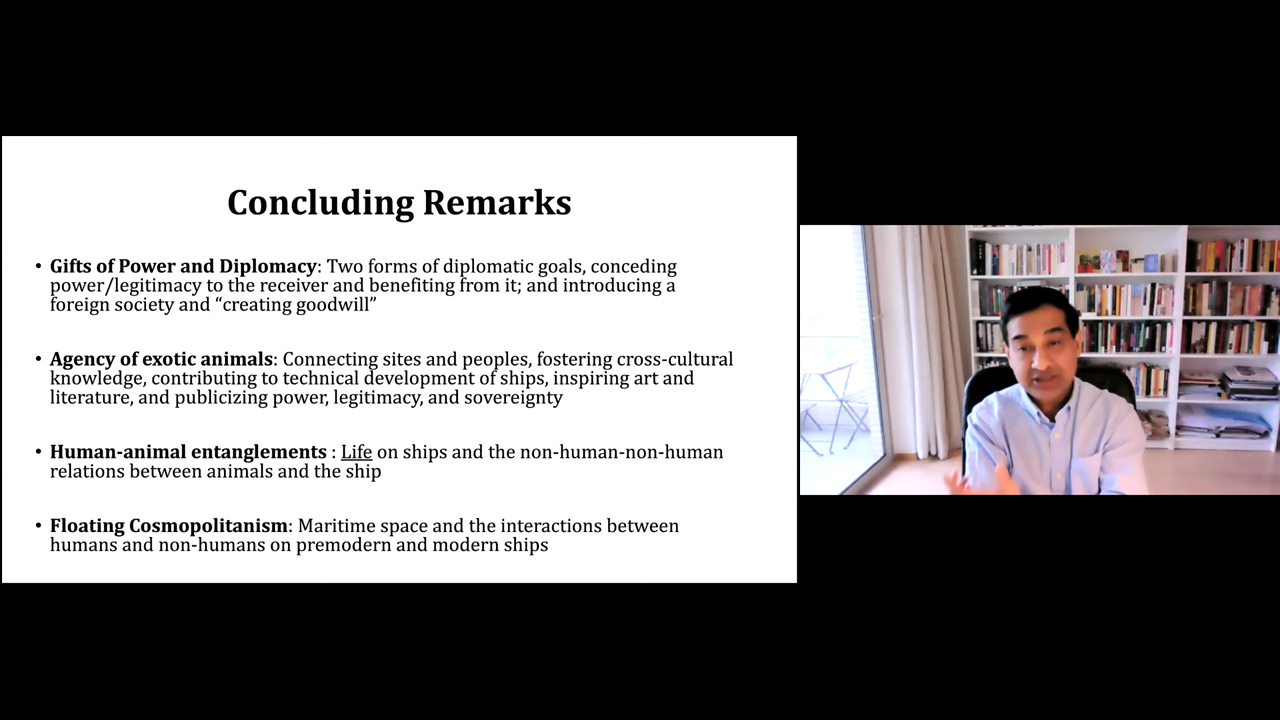 Concluding Remarks
• Gifts of Power and Diplomacy: Two forms of diplomatic goals, conceding
power/legitimacy to the receiver and benefiting from it; and introducing a
foreign society and “creating goodwill”
• Agency of exotic animals: Connecting sites and peoples, fostering cross-cultural
knowledge, contributing to technical development of ships, inspiring art and
literature, and publicizing power, legitimacy, and sovereignty
• Human-animal entanglements : Life on ships and the non-human-non-human
relations between animals and the ship
• Floating Cosmopolitanism: Maritime space and the interactions between
humans and non-humans on premodern and modern ships